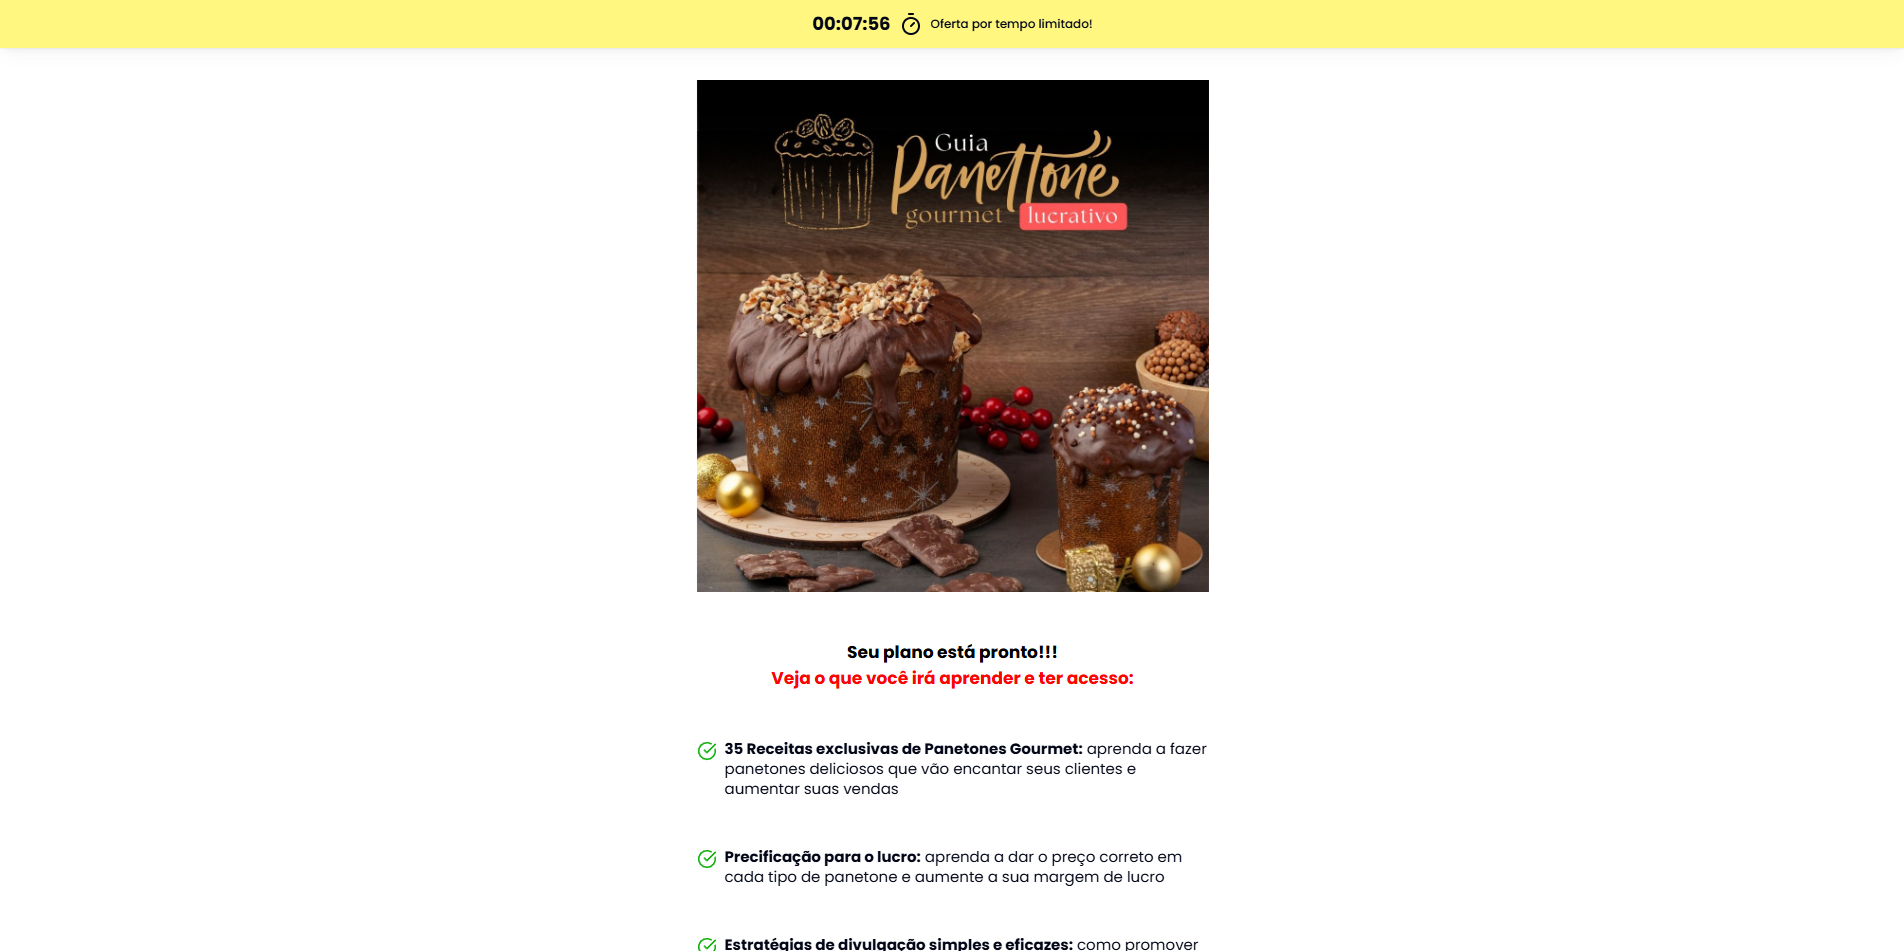 00:07:56 Oferta por tempo limitado!
Guia
Panettone
gourmet lucrativo
Seu plano está pronto!!!
Veja o que você irá aprender e ter acesso:
35 Receitas exclusivas de Panetones Gourmet: aprenda a fazer
panetones deliciosos que vão encantar seus clientes e
aumentar suas vendas
Precificação para o lucro: aprenda a dar o preço correto em
cada tipo de panetone e aumente a sua margem de lucro
Estratégias de divulgação simples e eficazes: como promover